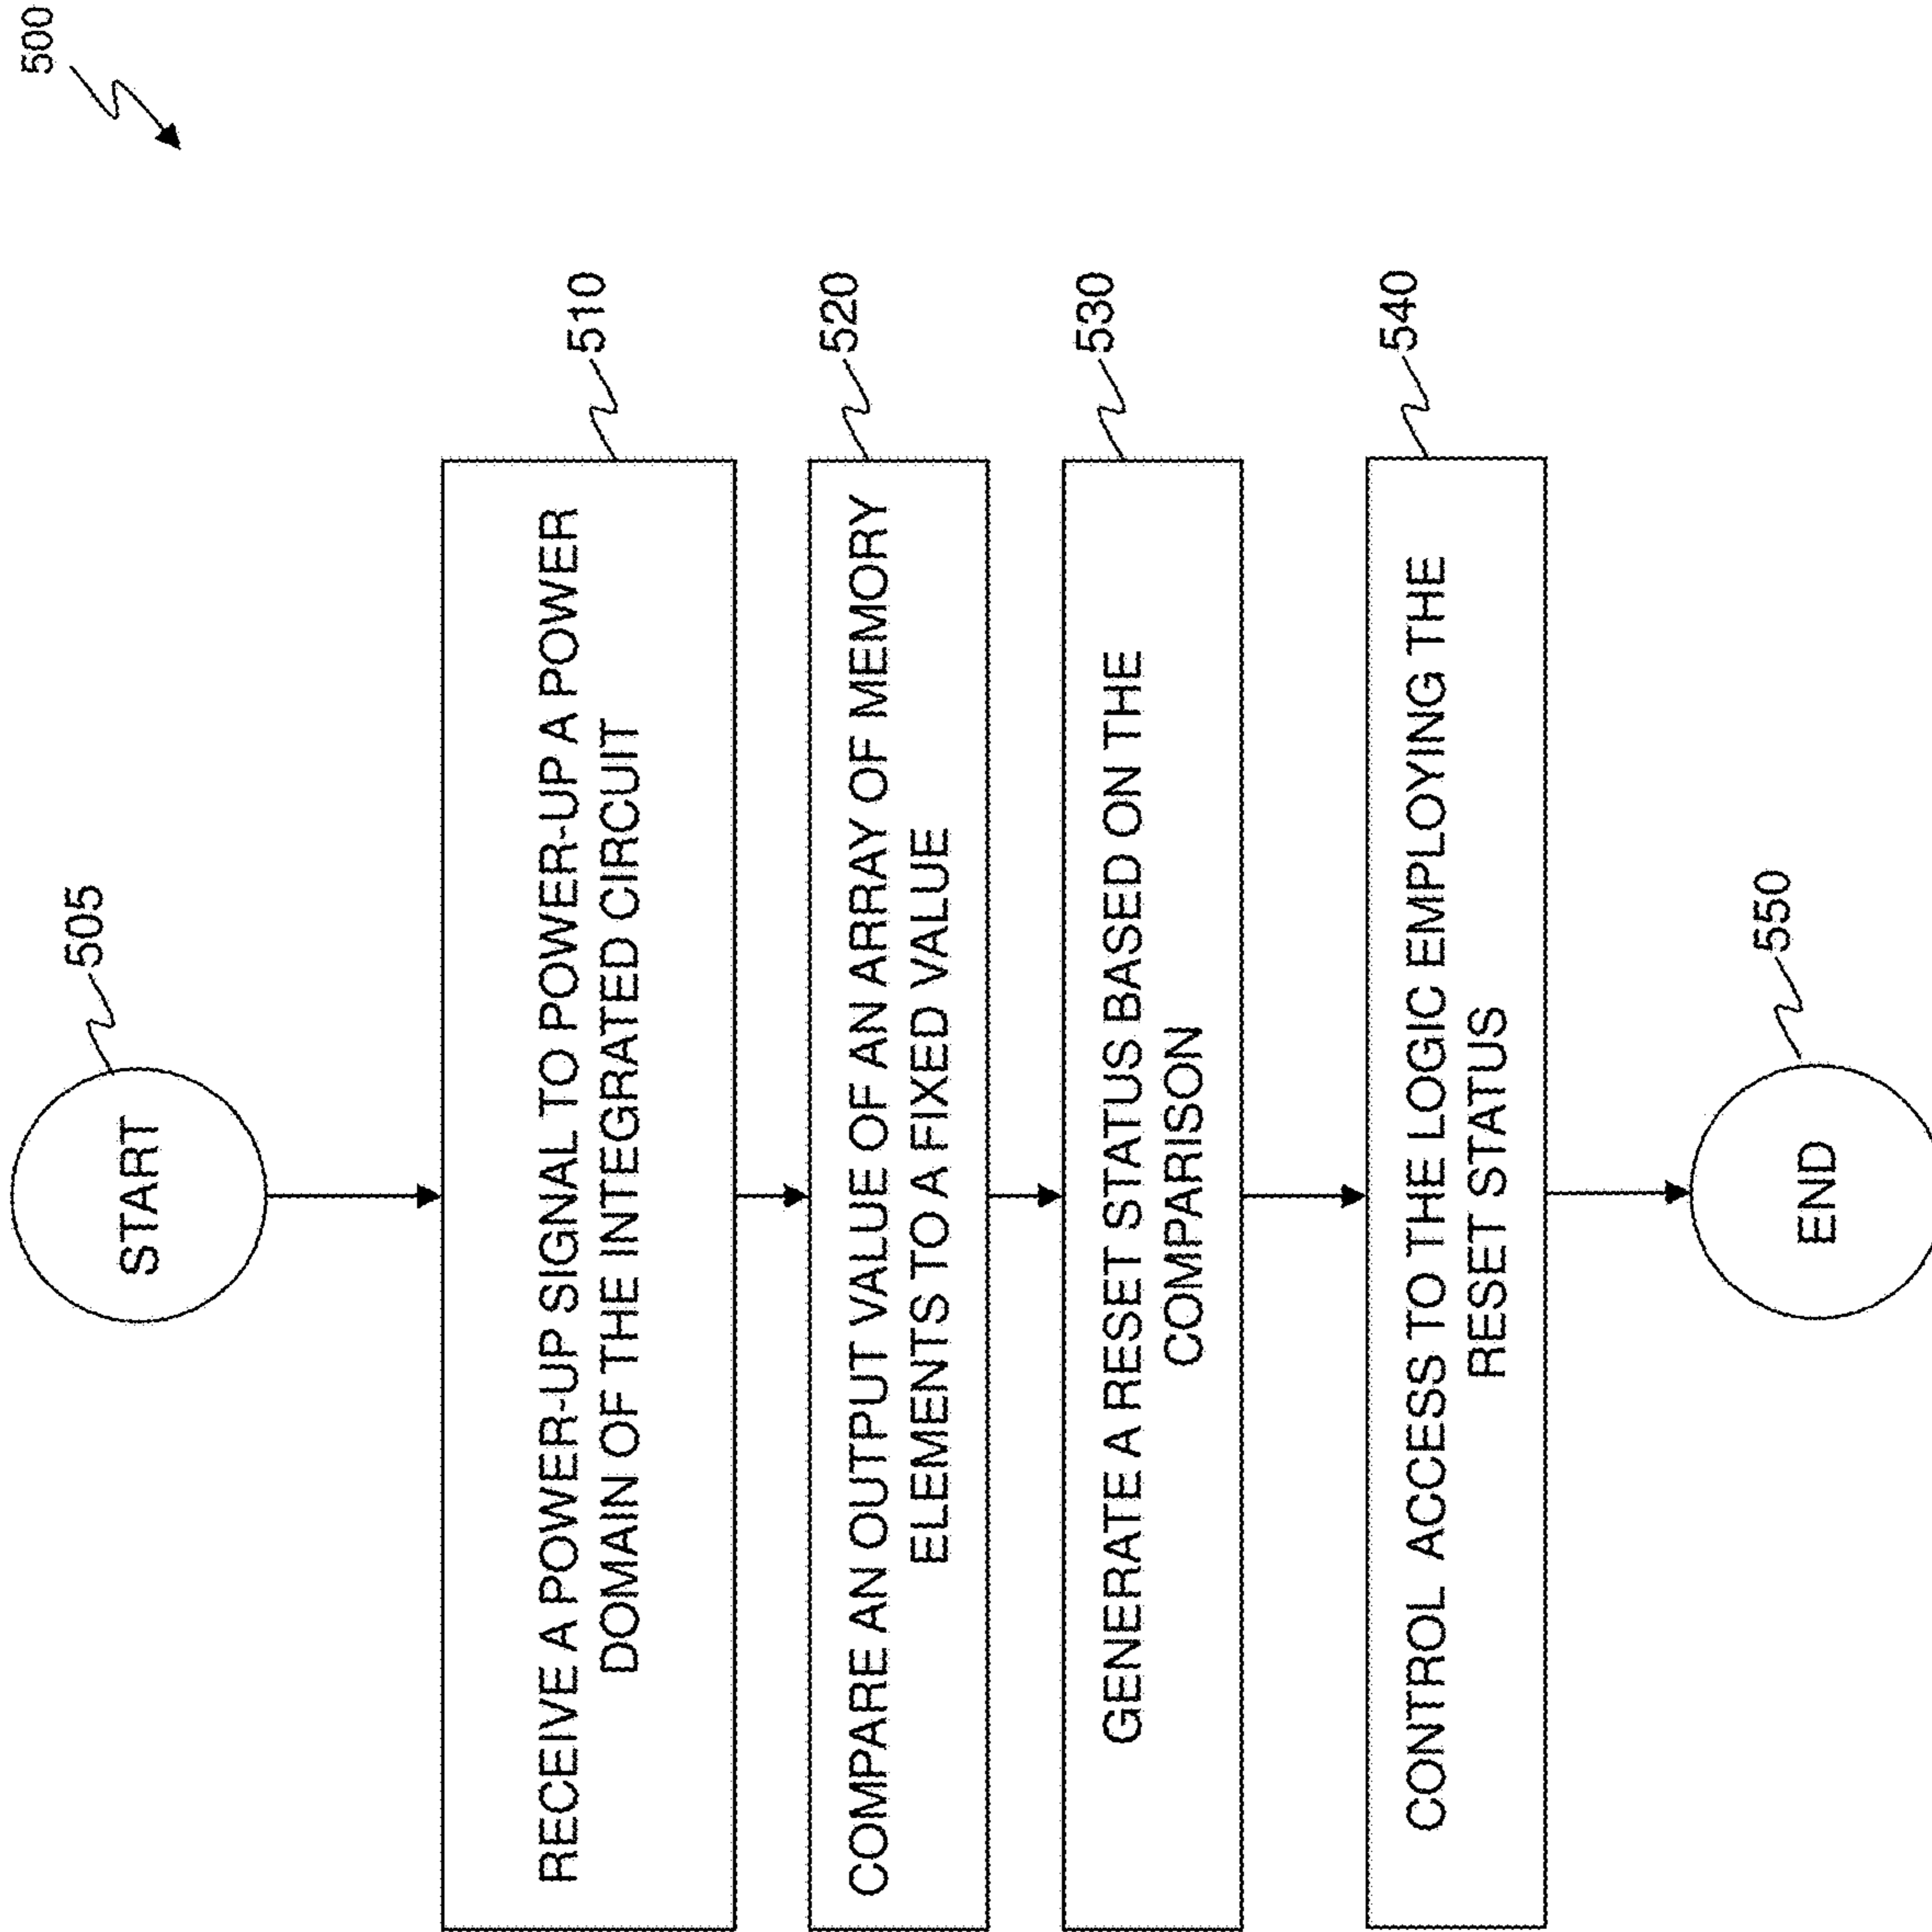 500
START
505
RECEIVE A POWER-UP SIGNAL TO POWER-UP A POWER
DOMAIN OF THE INTEGRATED CIRCUIT
510
COMPARE AN OUTPUT VALUE OF AN ARRAY OF MEMORY
ELEMENTS TO A FIXED VALUE
520
GENERATE A RESET STATUS BASED ON THE
COMPARISON
530
CONTROL ACCESS TO THE LOGIC EMPLOYING THE
RESET STATUS
540
END
550